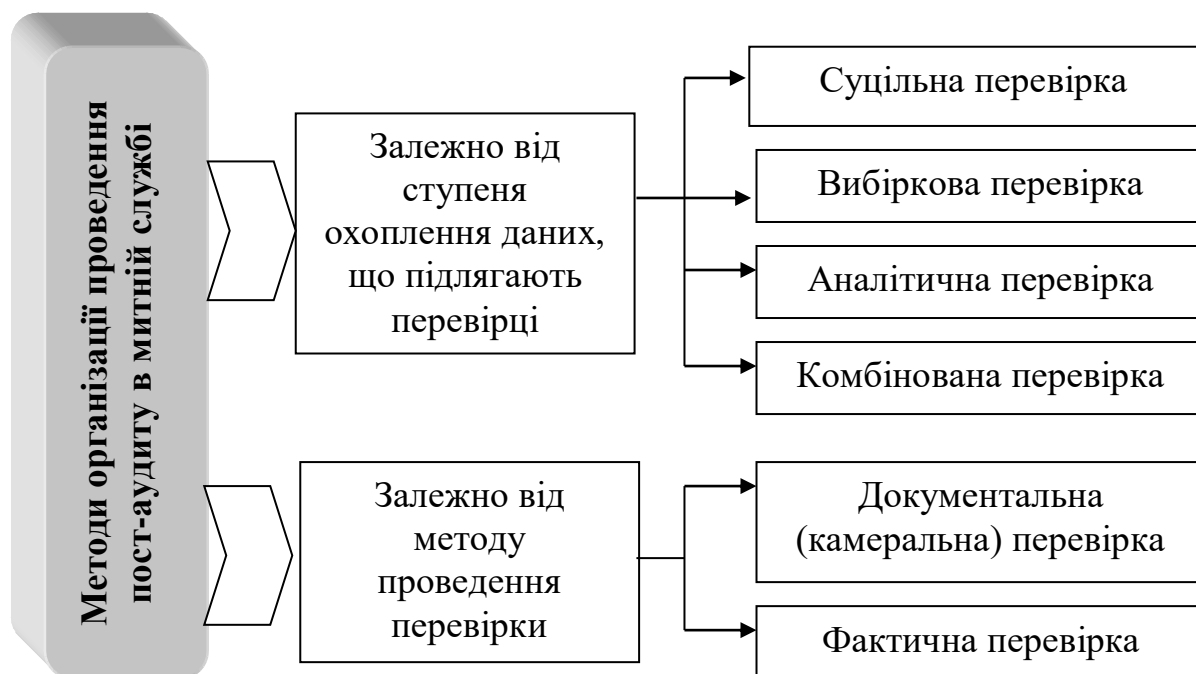 Методи організації проведення
пост-аудиту в митній службі
Залежно від
ступеня
охоплення даних,
що підлягають
перевірці
Суцільна перевірка
Вибіркова перевірка
Аналітична перевірка
Комбінована перевірка
Залежно від
методу
проведення
перевірки
Документальна
(камеральна) перевірка
Фактична перевірка